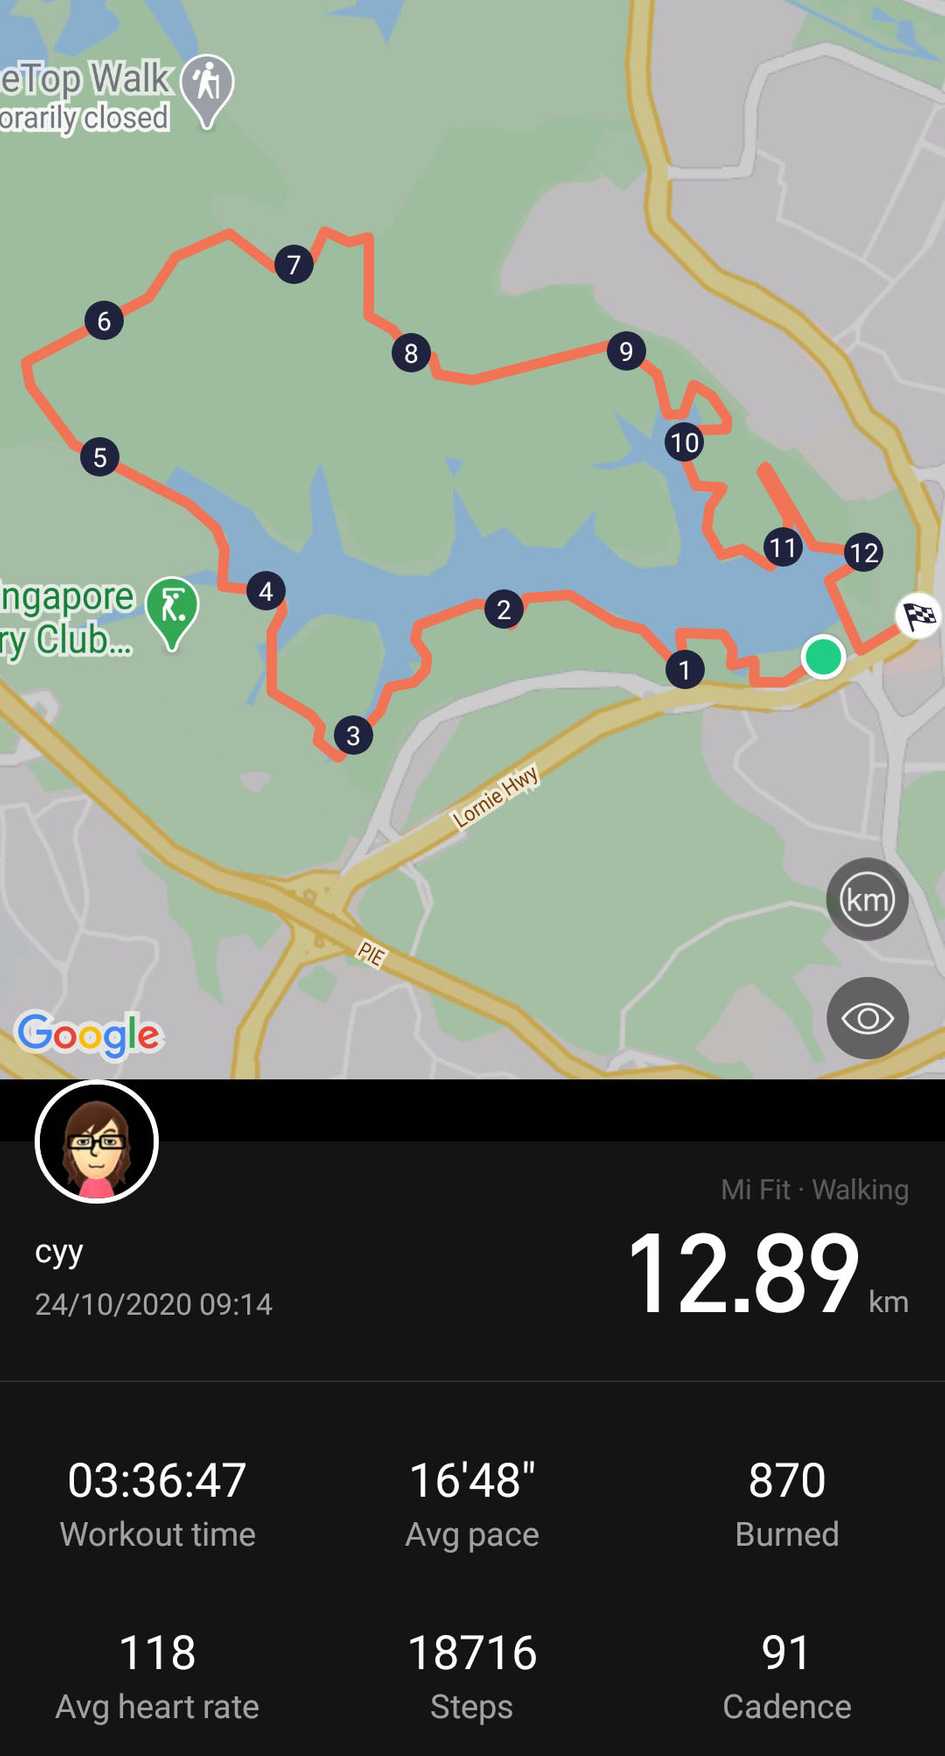 eTop Walk
orarily closed
7
6
8
9
10
5
11
12
ngapore
ry Club...
4
2
1
3
Lornie Hwy
km
PIE
Google
Mi Fit · Walking
cyy
12.89 km
24/10/2020 09:14
03:36:47
16'48"
870
Workout time
Avg pace
Burned
118
18716
91
Avg heart rate
Steps
Cadence